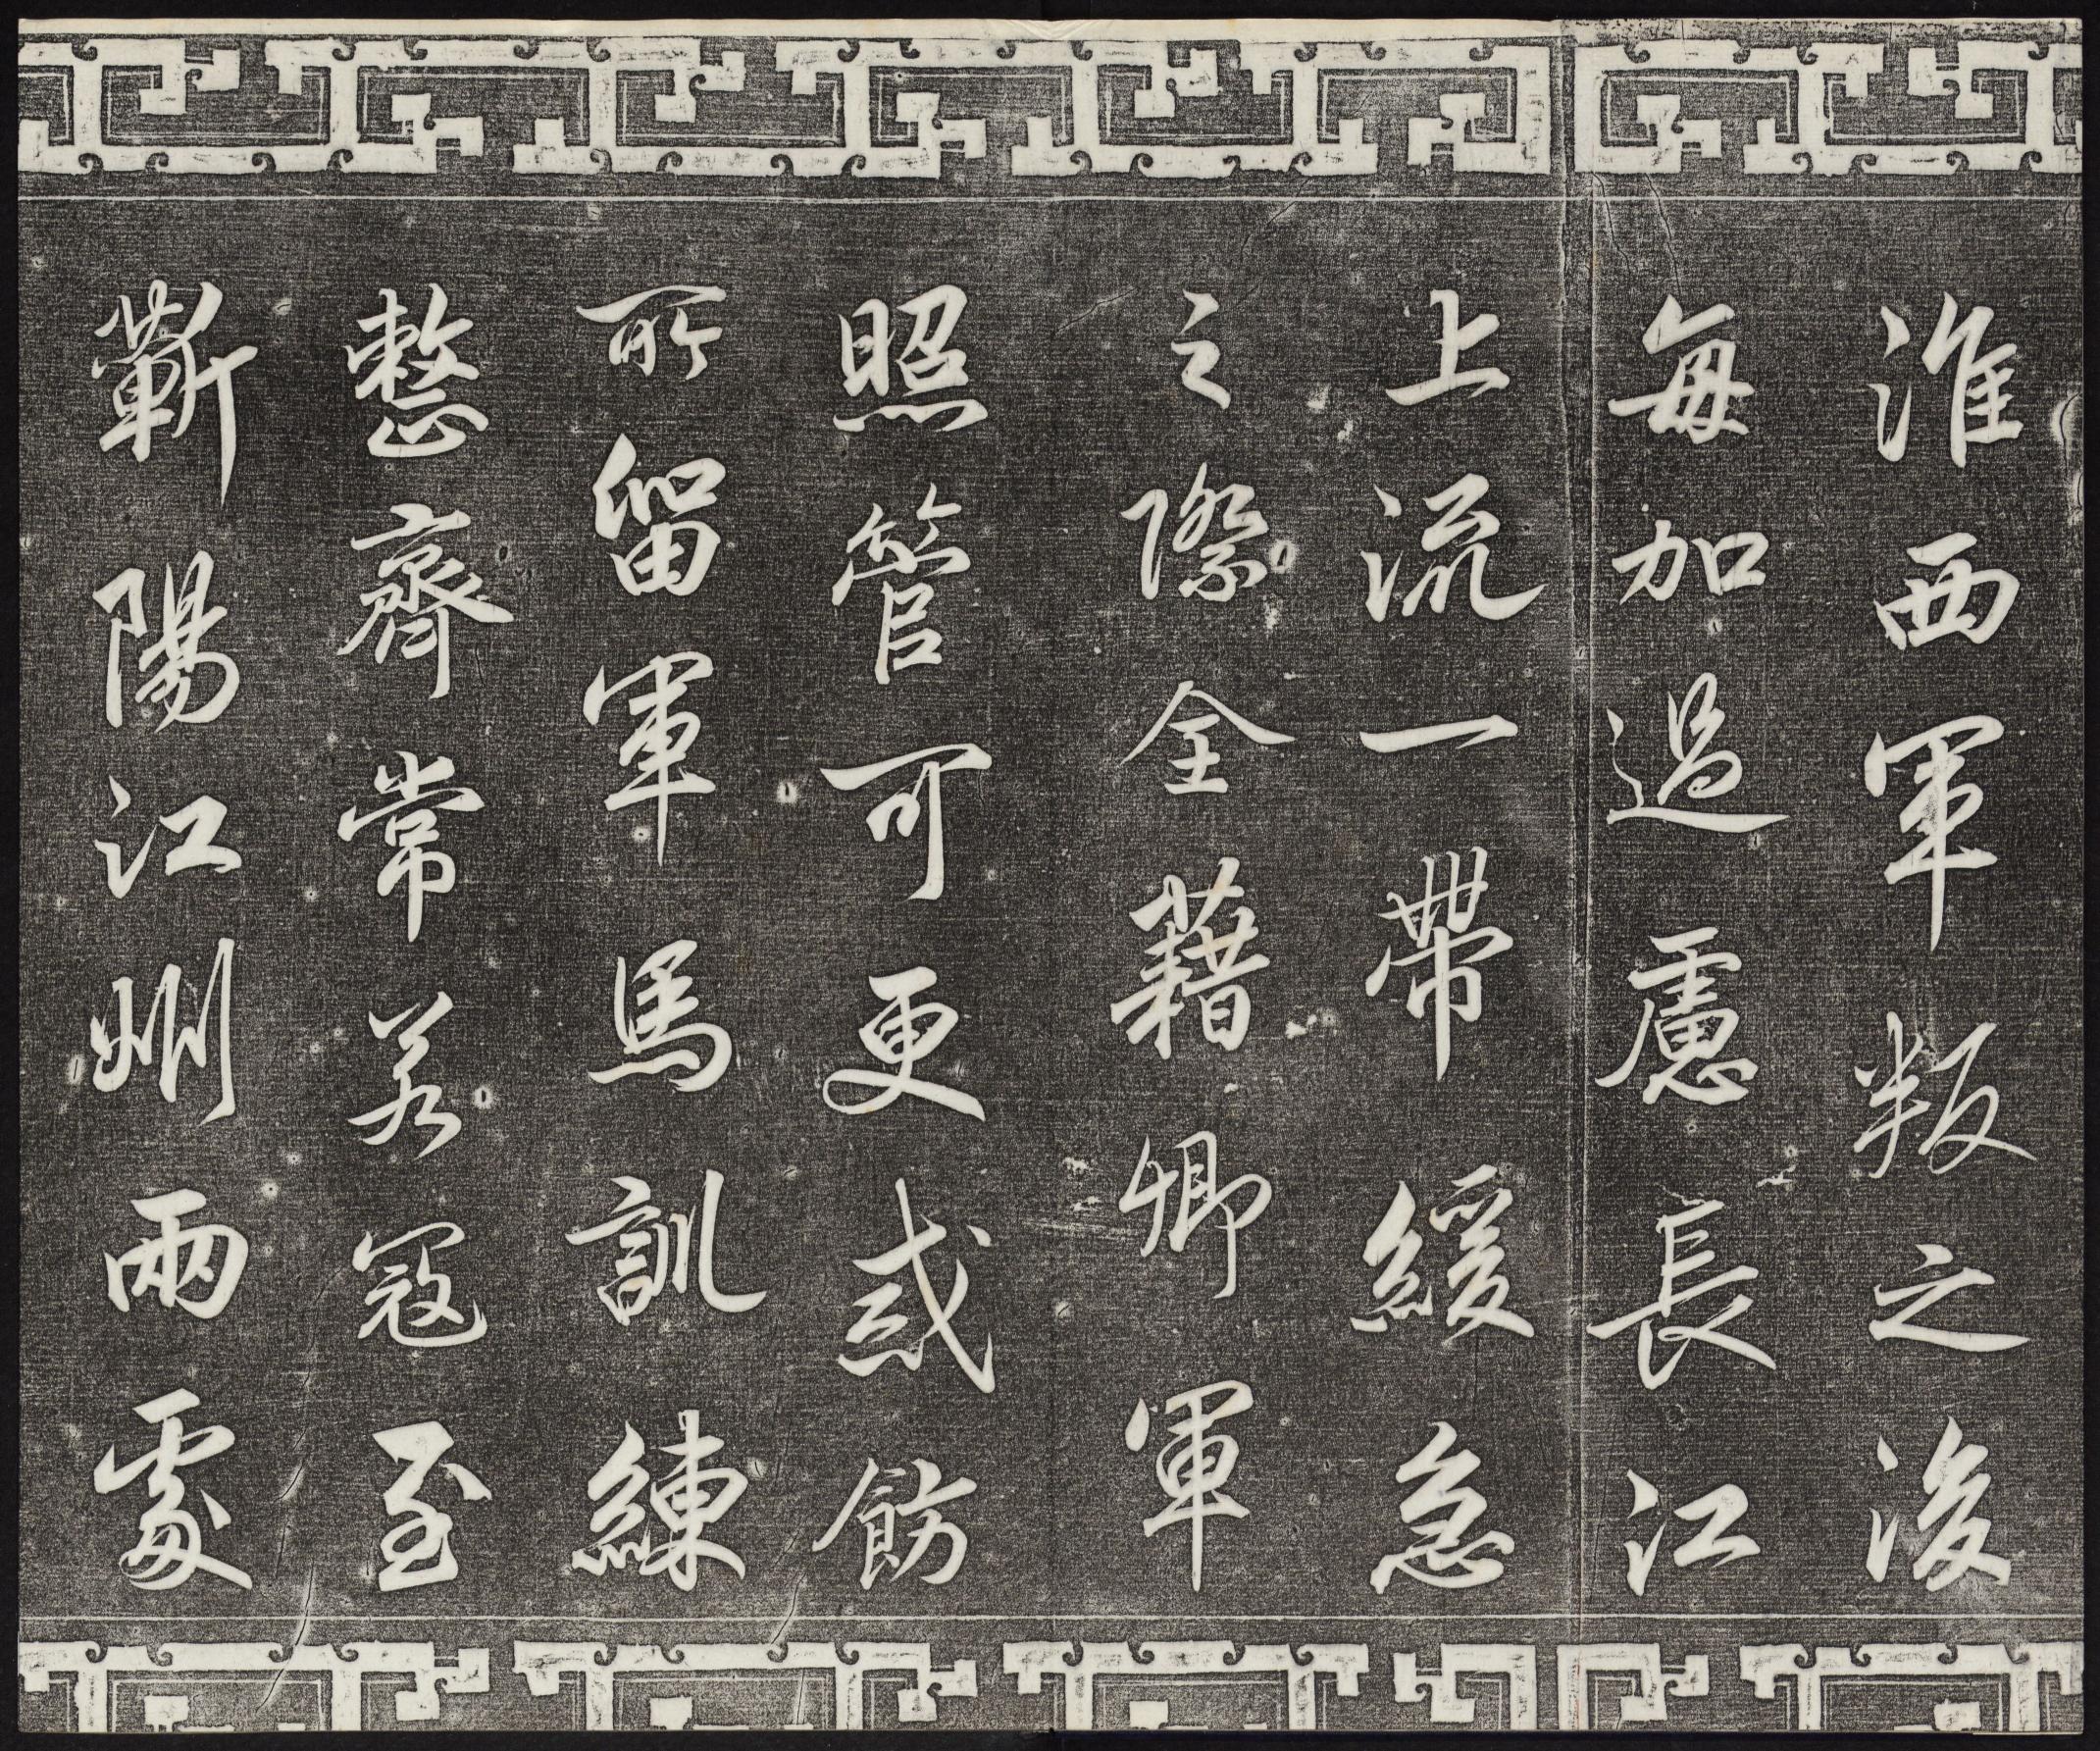 淮西軍叛之後
每加過慮長江
上流一帶緩急
之際全藉卿軍
照管可更戒飭
所留軍馬訓練
整齊常若寇至
蘄陽江州兩處